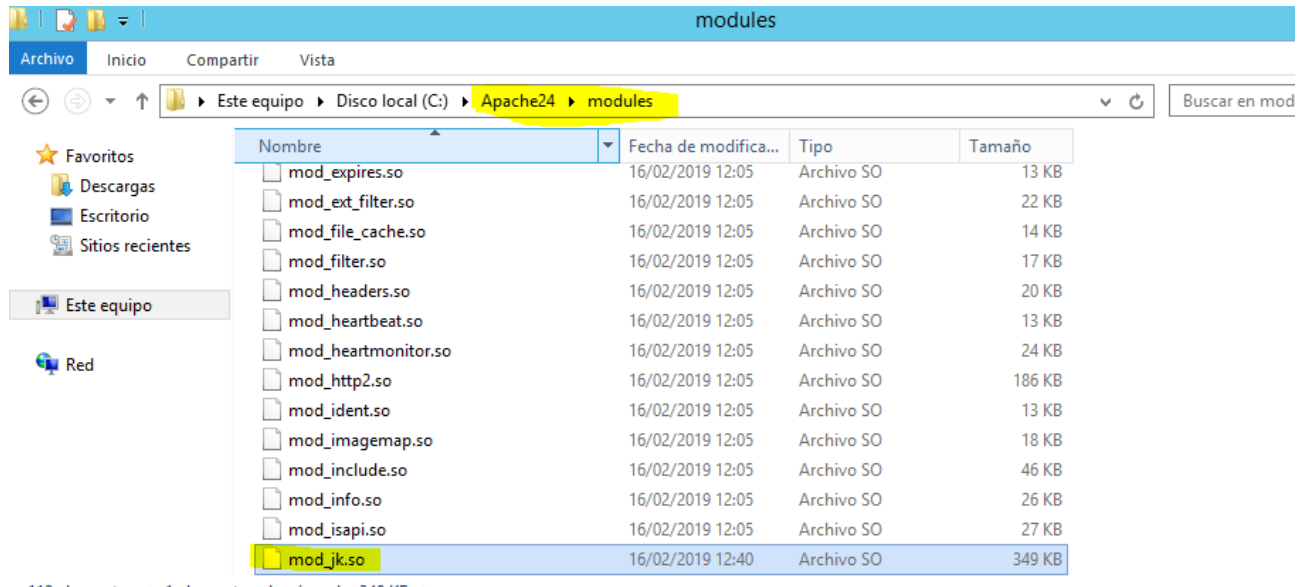 modules
Archivo Inicio Compartir Vista
Este equipo Disco local (C:) Apache24 modules Buscar en mod
Favoritos
Descargas
Escritorio
Sitios recientes
Este equipo
Red
Nombre Fecha de modifica... Tipo Tamaño
mod_expires.so 16/02/2019 12:05 Archivo SO 13 KB
mod_ext_filter.so 16/02/2019 12:05 Archivo SO 22 KB
mod_file_cache.so 16/02/2019 12:05 Archivo SO 14 KB
mod_filter.so 16/02/2019 12:05 Archivo SO 17 KB
mod_headers.so 16/02/2019 12:05 Archivo SO 20 KB
mod_heartbeat.so 16/02/2019 12:05 Archivo SO 13 KB
mod_heartmonitor.so 16/02/2019 12:05 Archivo SO 24 KB
mod_http2.so 16/02/2019 12:05 Archivo SO 186 KB
mod_ident.so 16/02/2019 12:05 Archivo SO 13 KB
mod_imagemap.so 16/02/2019 12:05 Archivo SO 18 KB
mod_include.so 16/02/2019 12:05 Archivo SO 46 KB
mod_info.so 16/02/2019 12:05 Archivo SO 26 KB
mod_isapi.so 16/02/2019 12:05 Archivo SO 27 KB
mod_jk.so 16/02/2019 12:40 Archivo SO 349 KB